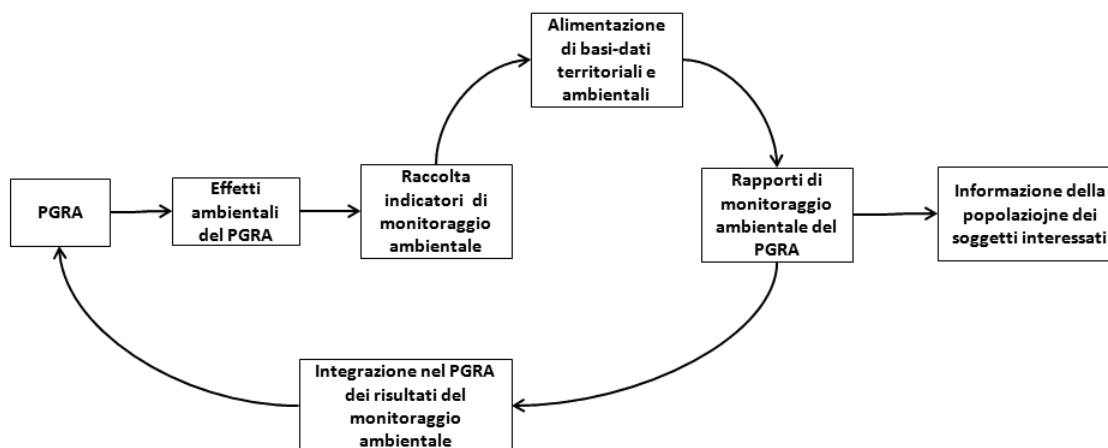 Alimentazione
di basi-dati
territoriali e
ambientali
PGRA
Effetti
ambientali
del PGRA
Raccolta
indicatori di
monitoraggio
ambientale
Rapporti di
monitoraggio
ambientale del
PGRA
Informazione della
popolaziojne dei
soggetti interessati
Integrazione nel PGRA
dei risultati del
monitoraggio
ambientale